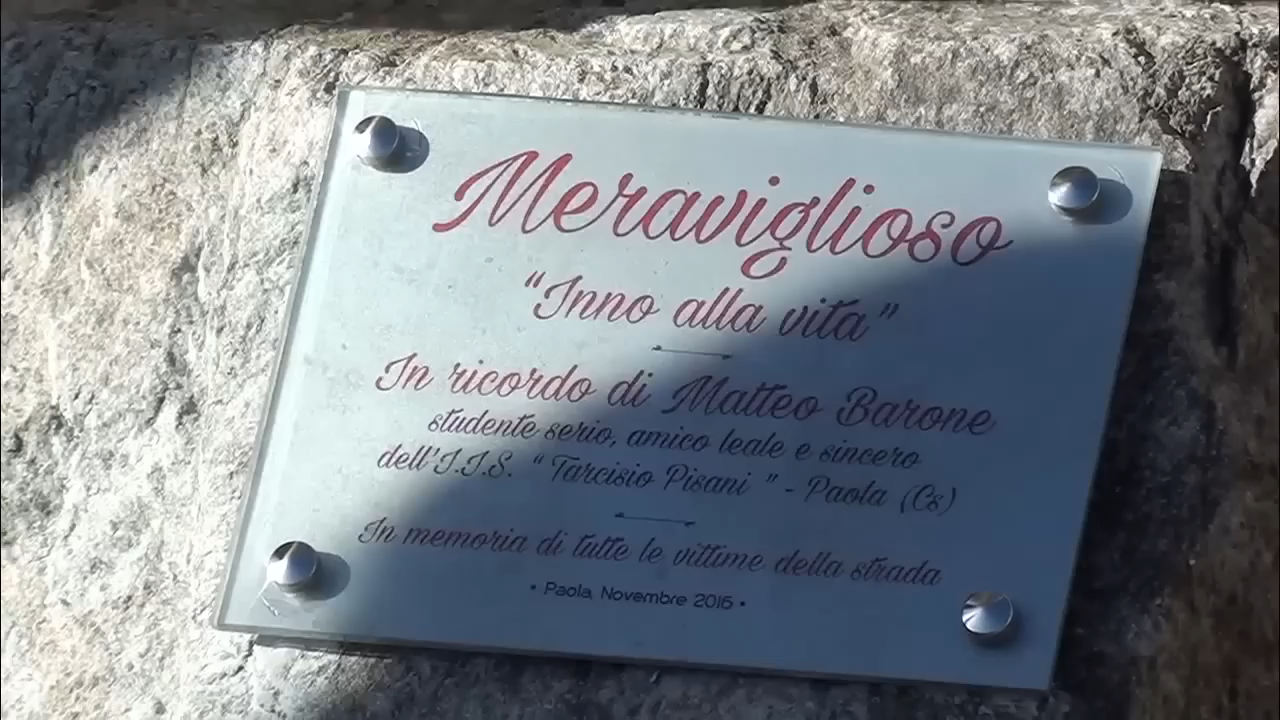 Meraviglioso
“Inno alla vita”
In ricordo di Matteo Barone
studente serio, amico leale e sincero
dell'I.I.S. “Tarcisio Pisani” - Paola (Cs)
In memoria di tutte le vittime della strada
• Paola, Novembre 2016 •